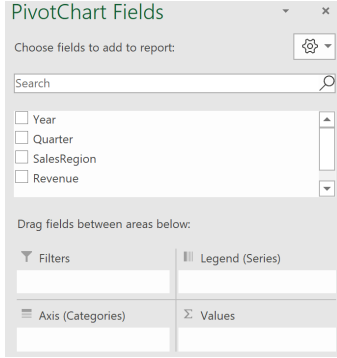 PivotChart Fields
Choose fields to add to report:
Search
Year
Quarter
SalesRegion
Revenue
Drag fields between areas below:
Filters
Legend (Series)
Axis (Categories)
Σ Values